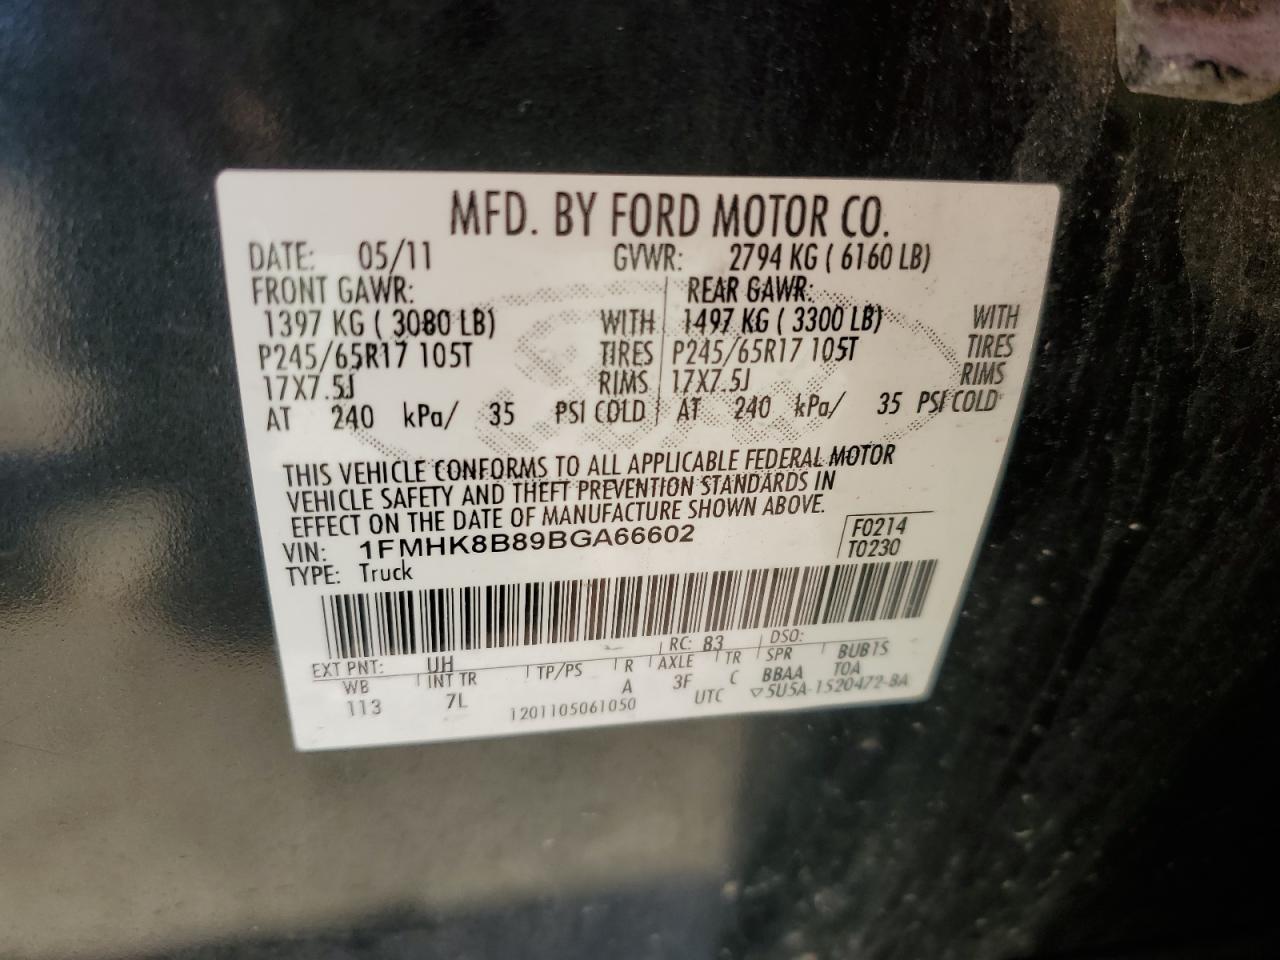 MFD. BY FORD MOTOR CO.
DATE: 05/11 GVWR: 2794 KG ( 6160 LB)
FRONT GAWR: REAR GAWR:
1397 KG ( 3080 LB) WITH 1497 KG ( 3300 LB) WITH
P245/65R17 105T TIRES P245/65R17 105T TIRES
17X7.5J RIMS 17X7.5J RIMS
AT 240 kPa/ 35 PSI COLD AT 240 kPa/ 35 PSI COLD
THIS VEHICLE CONFORMS TO ALL APPLICABLE FEDERAL MOTOR
VEHICLE SAFETY AND THEFT PREVENTION STANDARDS IN
EFFECT ON THE DATE OF MANUFACTURE SHOWN ABOVE.
VIN: 1FMHK8B89BGA66602 F0214
TYPE: Truck T0230
EXT PNT: UH RC: 83 DSO:
WB INT TR TP/PS R AXLE TR SPR BUB1S
113 7L A 3F C BBAA T0A
1201105061050 UTC ▽5U5A-1520472-BA